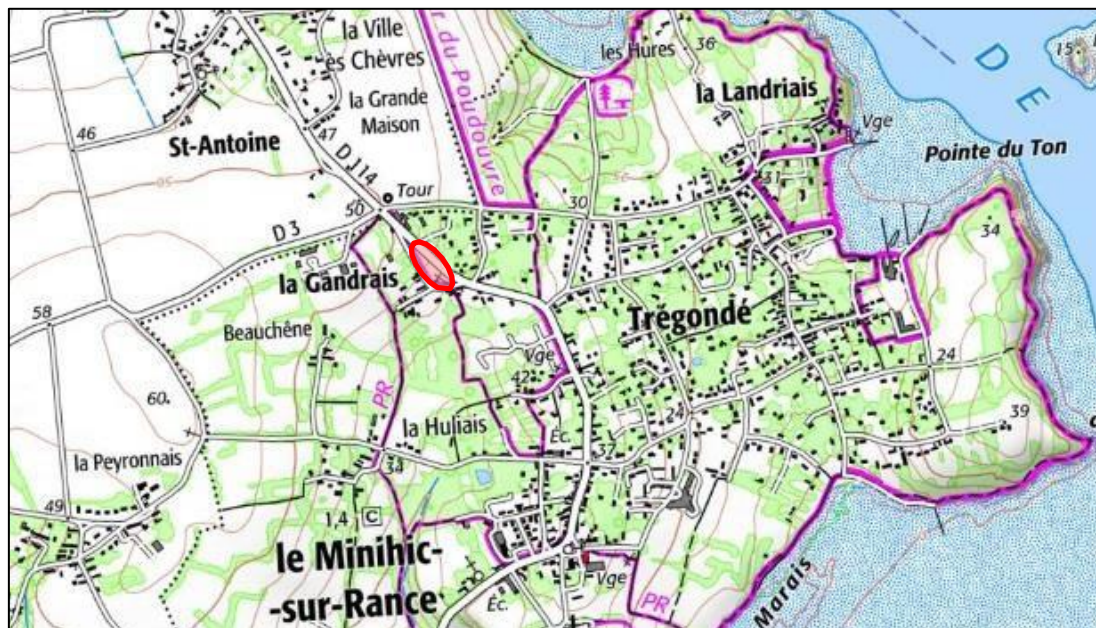 la Ville
ès Chèvres
la Grande
Maison
r du Poudouvre
les Hures
36
la Landriais
Vge
15
DE
46
47
St-Antoine
D 114
Tour
50
D 3
30
31
Pointe du Ton
34
la Gandrais
58
Beauchêne
Trégondé
Vge
42
24
60
PR
la Huliais
24
39
Éc.
37
la Peyronnais
34
49
1,4
C
le Minihic-
-sur-Rance
Éc.
Vge
PR
Marais